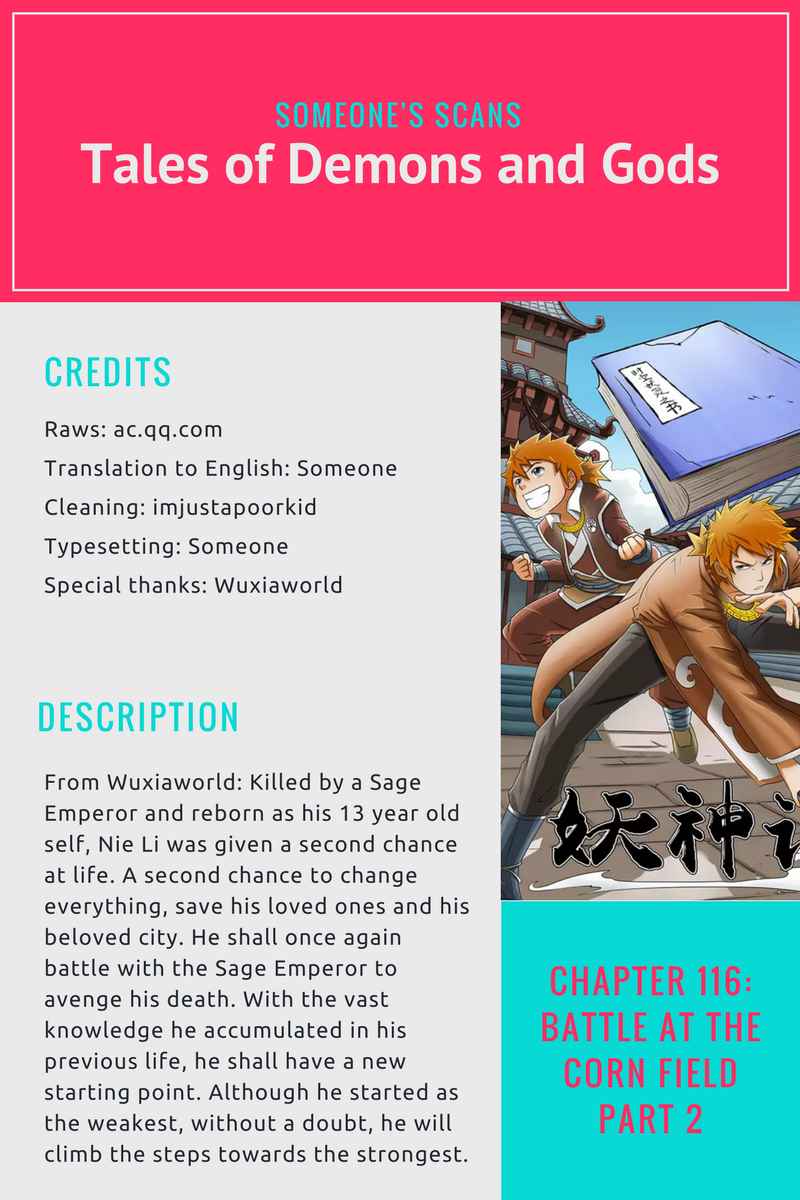 SOMEONE'S SCANS
Tales of Demons and Gods
CREDITS
Raws: ac.qq.com
Translation to English: Someone
Cleaning: imjustapoorkid
Typesetting: Someone
Special thanks: Wuxiaworld
DESCRIPTION
From Wuxiaworld: Killed by a Sage
Emperor and reborn as his 13 year old
self, Nie Li was given a second chance
at life. A second chance to change
everything, save his loved ones and his
beloved city. He shall once again
battle with the Sage Emperor to
avenge his death. With the vast
knowledge he accumulated in his
previous life, he shall have a new
starting point. Although he started as
the weakest, without a doubt, he will
climb the steps towards the strongest.
时空妖灵之书
妖神
CHAPTER 116:
BATTLE AT THE
CORN FIELD
PART 2